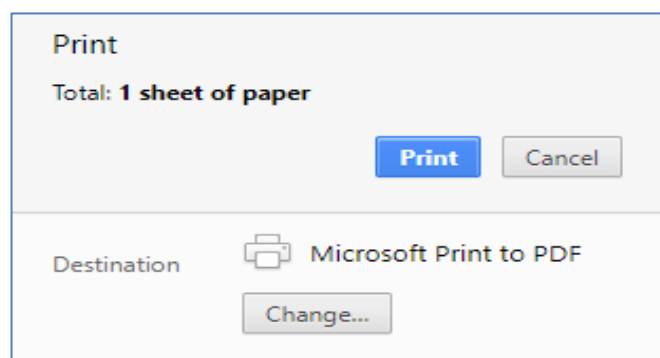 Print
Total: 1 sheet of paper
Print Cancel
Destination Microsoft Print to PDF
Change...